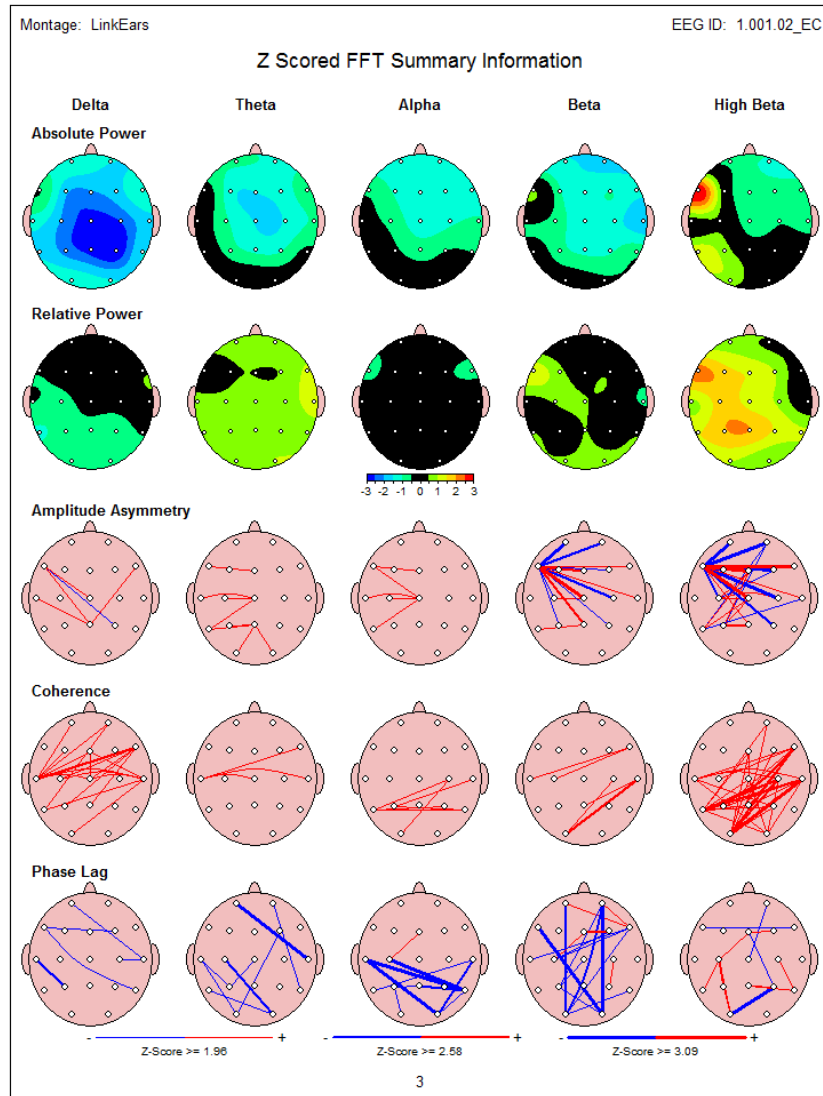 Montage: LinkEars EEG ID: 1.001.02_EC
Z Scored FFT Summary Information
Delta Theta Alpha Beta High Beta
Absolute Power
Relative Power
-3 -2 -1 0 1 2 3
Amplitude Asymmetry
Coherence
Phase Lag
- + - + - +
Z-Score >= 1.96 Z-Score >= 2.58 Z-Score >= 3.09
3